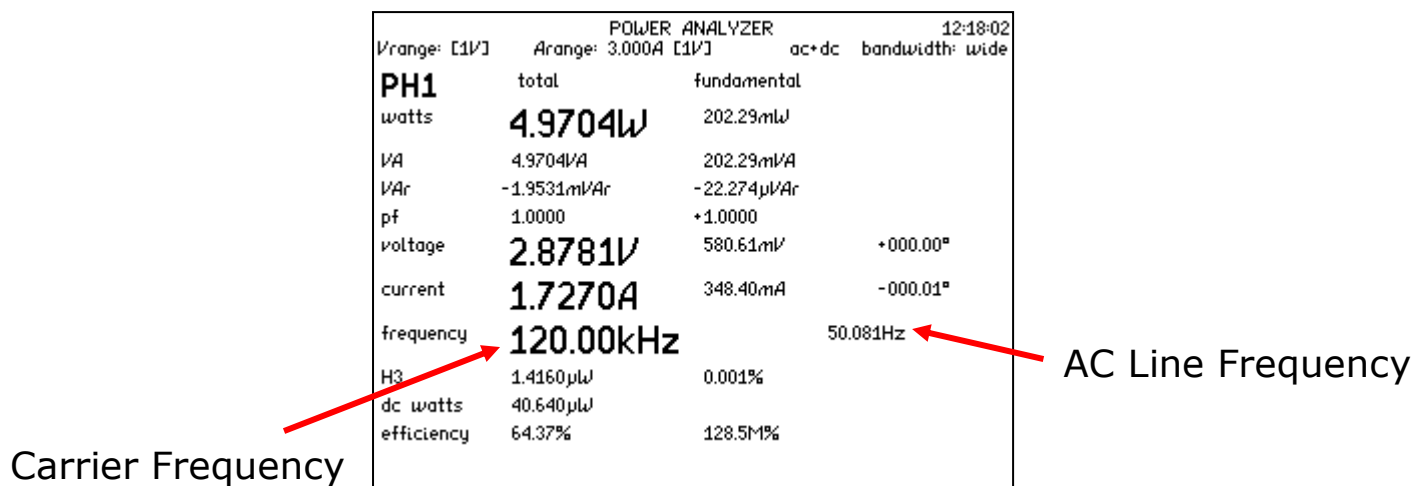 POWER ANALYZER 12:18:02
Vrange: [1V] Arange: 3.000A [1V] ac+dc bandwidth: wide
PH1 total fundamental
watts 4.9704W 202.29mW
VA 4.9704VA 202.29mVA
VAr -1.9531mVAr -22.274µVAr
pf 1.0000 +1.0000
voltage 2.8781V 580.61mV +000.00°
current 1.7270A 348.40mA -000.01°
frequency 120.00kHz 50.081Hz
AC Line Frequency
H3 1.4160µW 0.001%
dc watts 40.640µW
efficiency 64.37% 128.5M%
Carrier Frequency